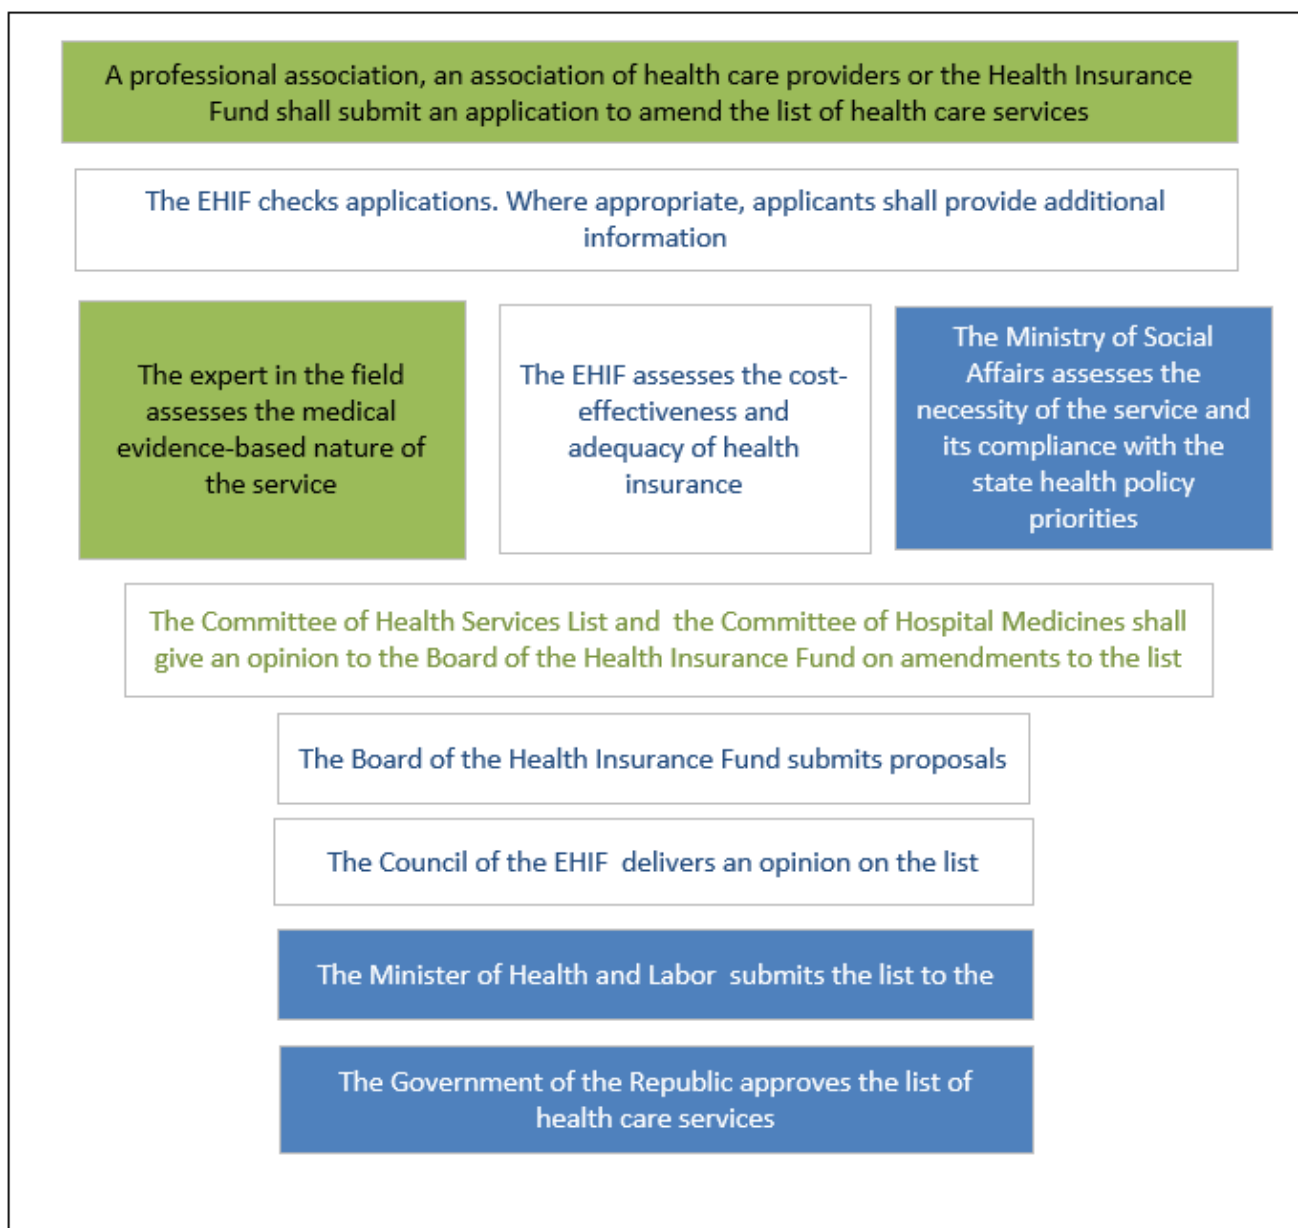 A professional association, an association of health care providers or the Health Insurance
Fund shall submit an application to amend the list of health care services
The EHIF checks applications. Where appropriate, applicants shall provide additional
information
The expert in the field
assesses the medical
evidence-based nature of
the service
The EHIF assesses the cost-
effectiveness and
adequacy of health
insurance
The Ministry of Social
Affairs assesses the
necessity of the service and
its compliance with the
state health policy
priorities
The Committee of Health Services List and the Committee of Hospital Medicines shall
give an opinion to the Board of the Health Insurance Fund on amendments to the list
The Board of the Health Insurance Fund submits proposals
The Council of the EHIF delivers an opinion on the list
The Minister of Health and Labor submits the list to the
The Government of the Republic approves the list of
health care services